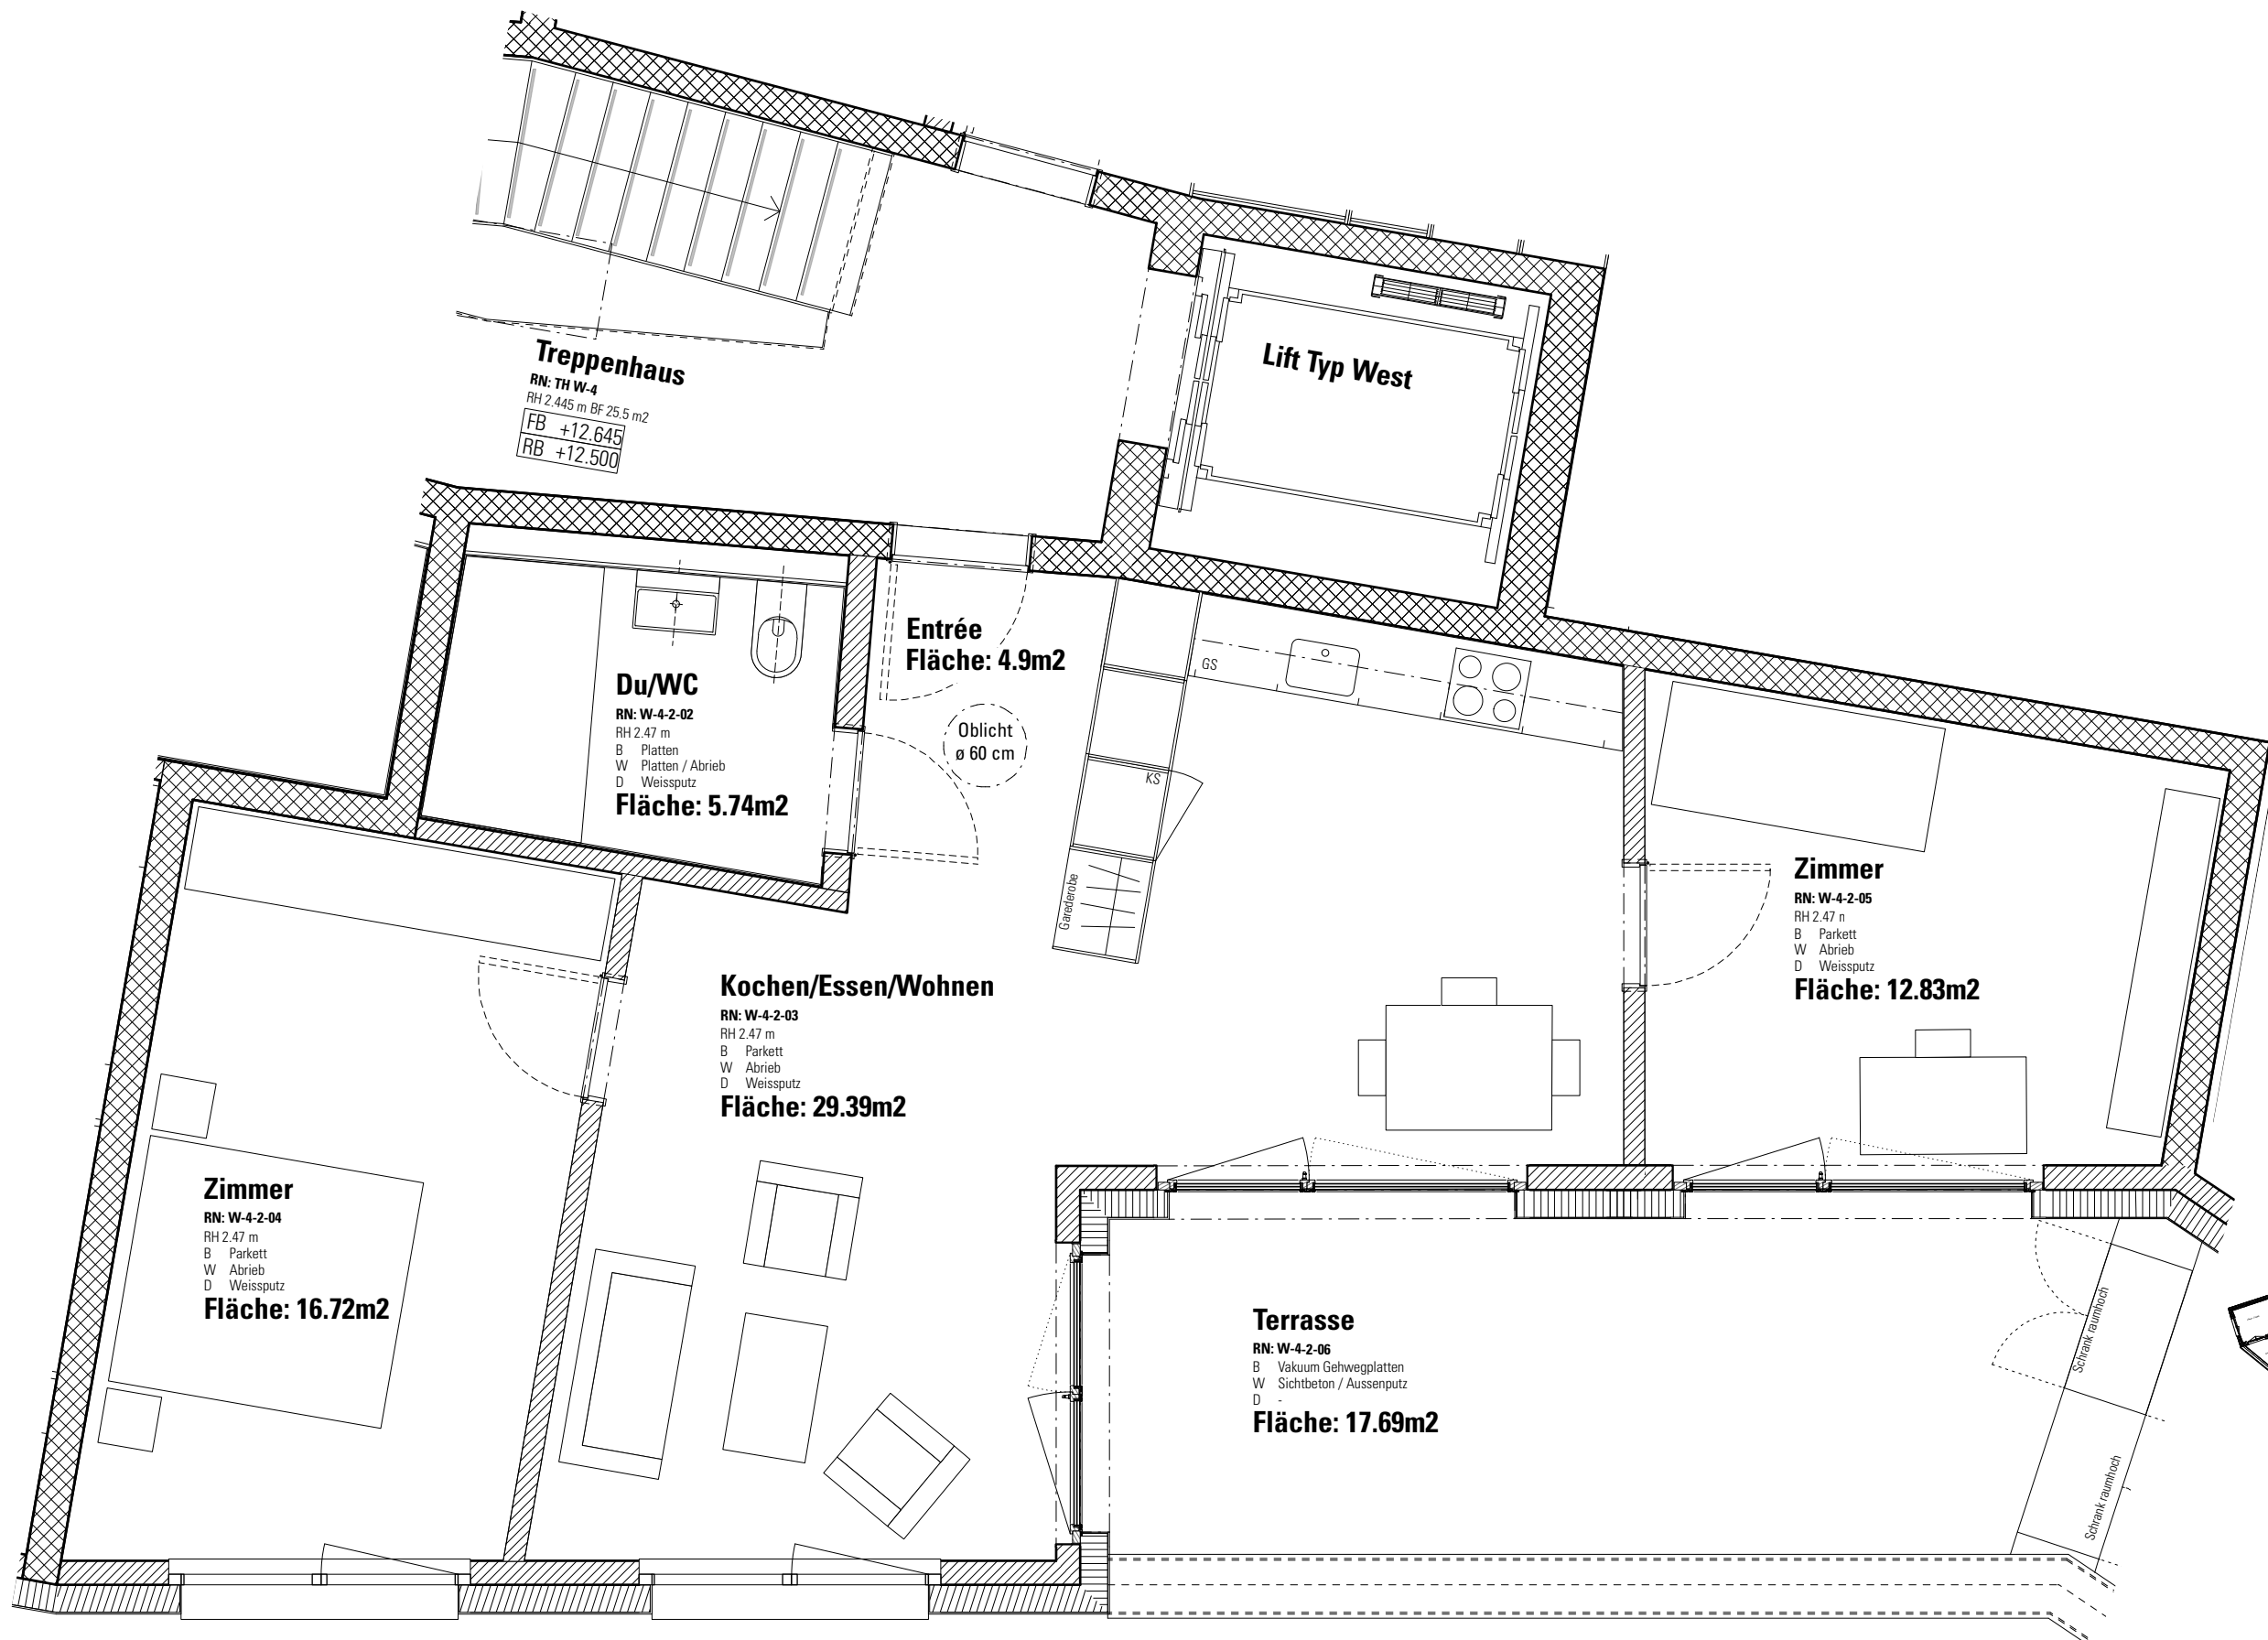 Treppenhaus
RN: TH W-4
RH 2.445 m BF 25.5 m2
FB +12.645
RB +12.500
Lift Typ West
Entrée
Fläche: 4.9m2
Oblicht
ø 60 cm
GS
KS
Garederobe
Du/WC
RN: W-4-2-02
RH 2.47 m
B Platten
W Platten / Abrieb
D Weissputz
Fläche: 5.74m2
Zimmer
RN: W-4-2-05
RH 2.47 n
B Parkett
W Abrieb
D Weissputz
Fläche: 12.83m2
Kochen/Essen/Wohnen
RN: W-4-2-03
RH 2.47 m
B Parkett
W Abrieb
D Weissputz
Fläche: 29.39m2
Zimmer
RN: W-4-2-04
RH 2.47 m
B Parkett
W Abrieb
D Weissputz
Fläche: 16.72m2
Terrasse
RN: W-4-2-06
B Vakuum Gehwegplatten
W Sichtbeton / Aussenputz
D -
Fläche: 17.69m2
Schrank raumhoch
Schrank raumhoch